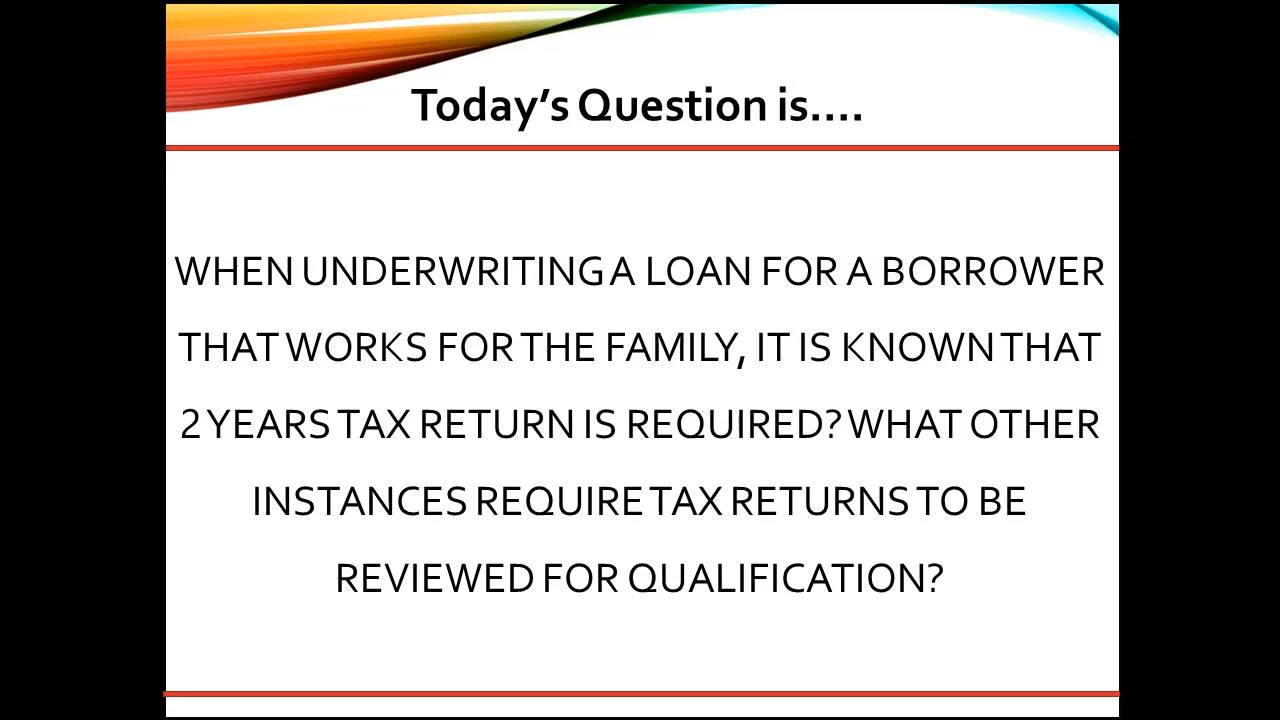 Today’s Question is....
WHEN UNDERWRITING A LOAN FOR A BORROWER
THAT WORKS FOR THE FAMILY, IT IS KNOWN THAT
2 YEARS TAX RETURN IS REQUIRED? WHAT OTHER
INSTANCES REQUIRE TAX RETURNS TO BE
REVIEWED FOR QUALIFICATION?